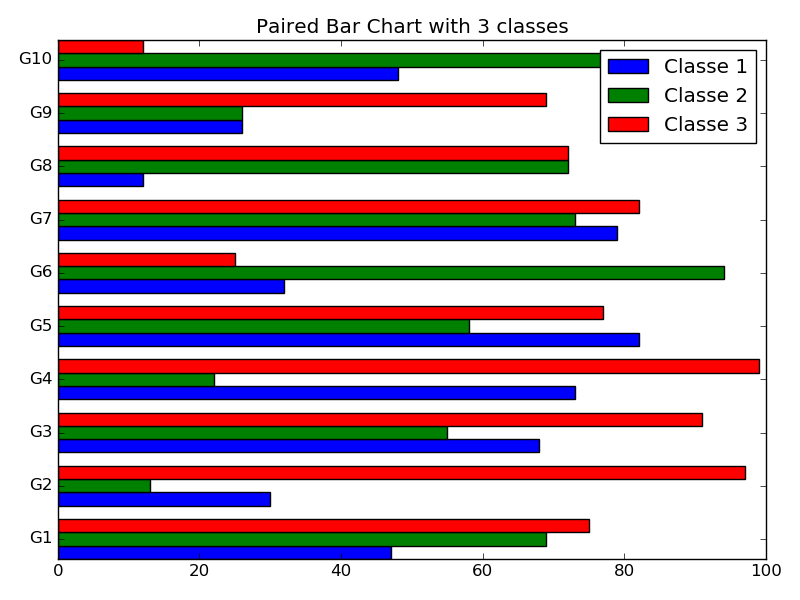 Paired Bar Chart with 3 classes
G10
G9
G8
G7
G6
G5
G4
G3
G2
G1
Classe 1
Classe 2
Classe 3
0 20 40 60 80 100